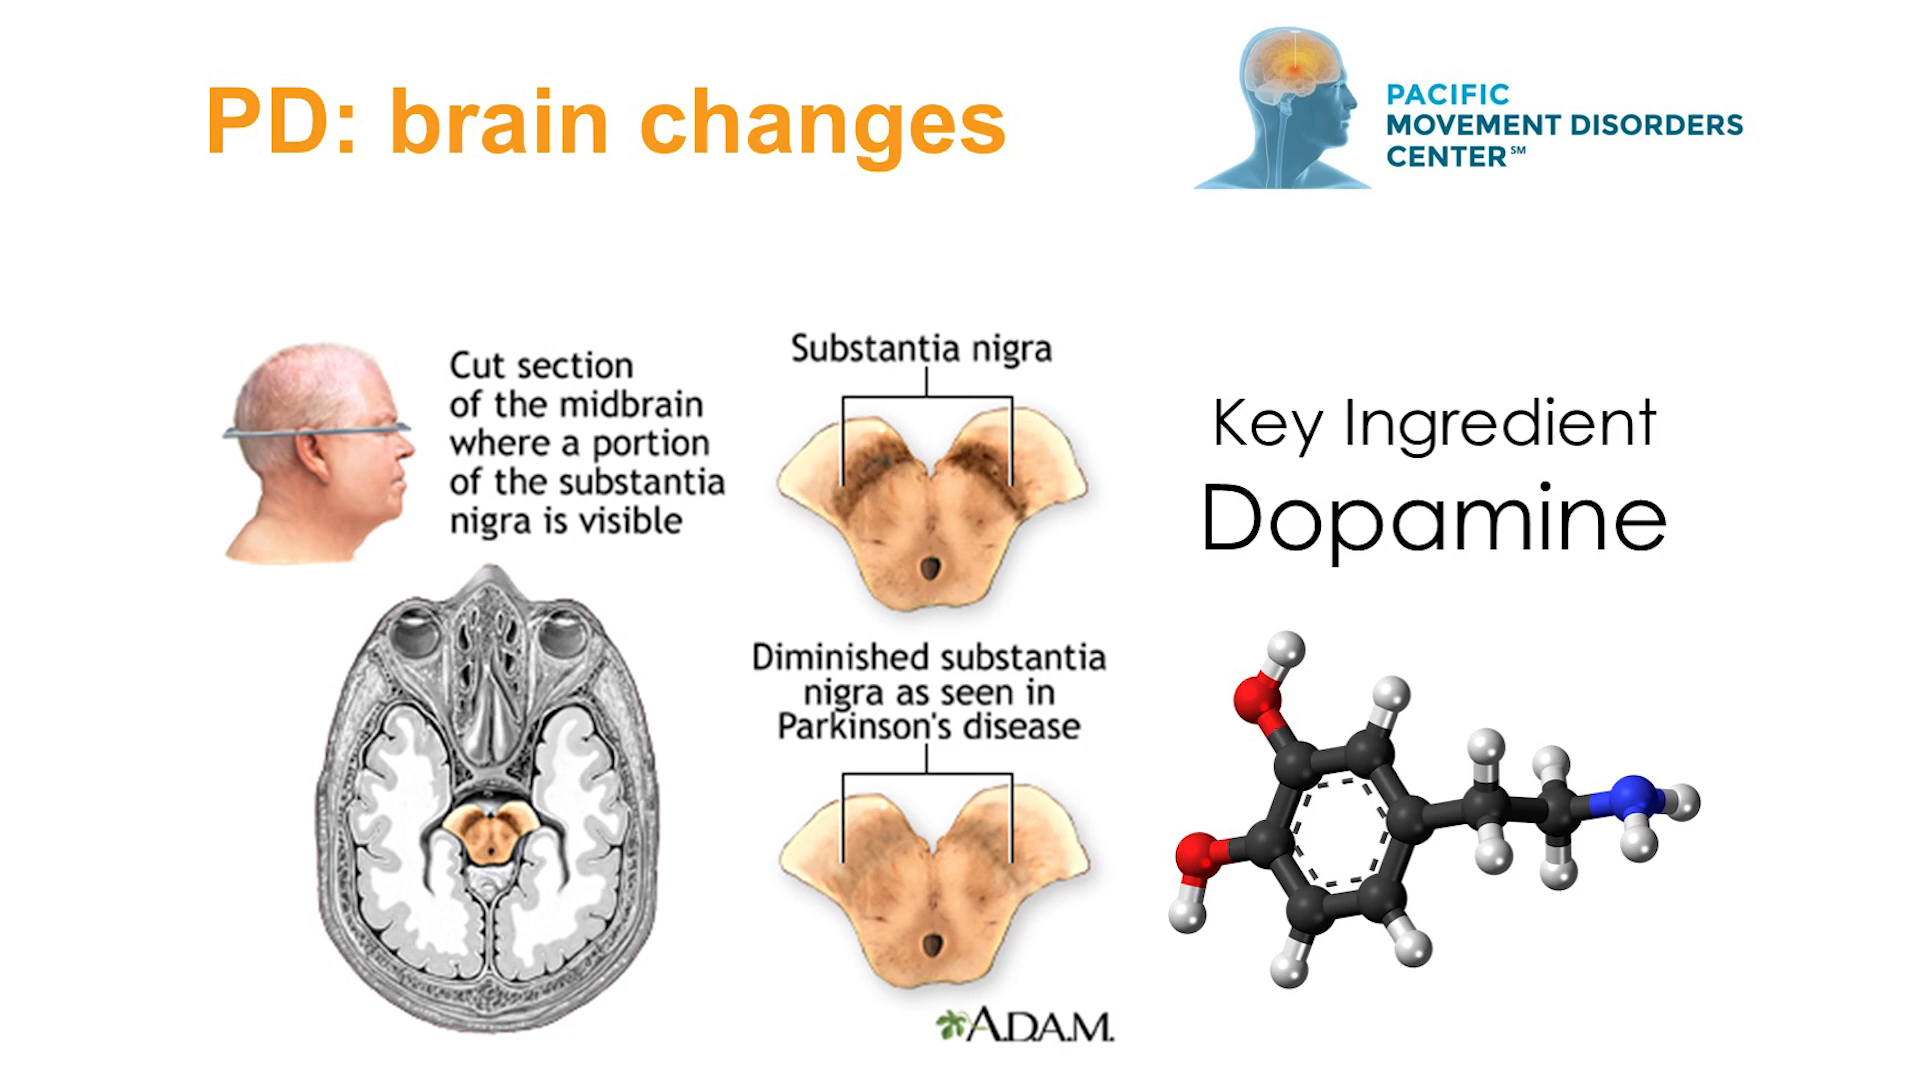 PD: brain changes
PACIFIC
MOVEMENT DISORDERS
CENTER℠
Cut section
of the midbrain
where a portion
of the substantia
nigra is visible
Substantia nigra
Diminished substantia
nigra as seen in
Parkinson's disease
A.D.A.M.
Key Ingredient
Dopamine